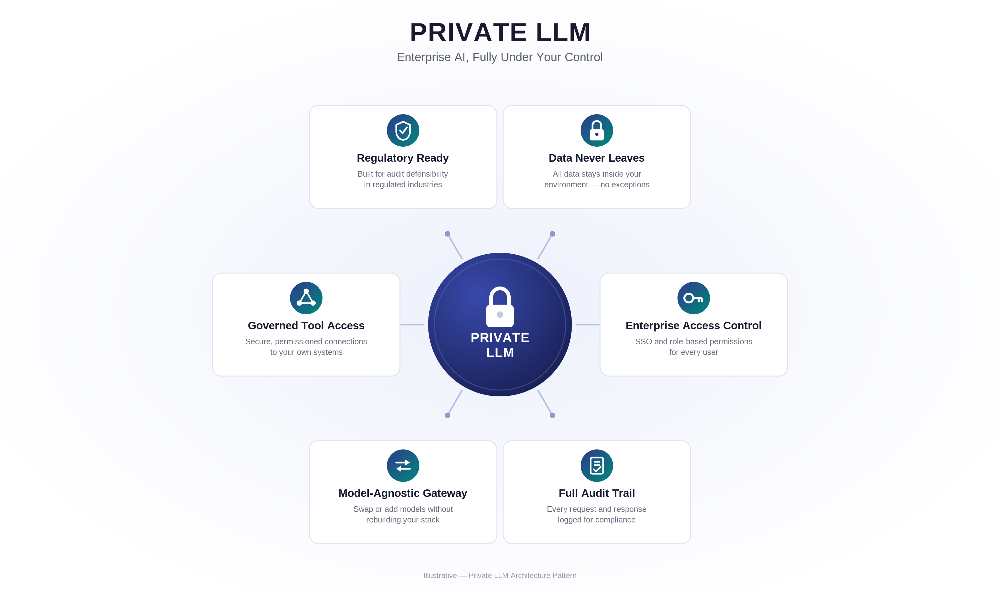 PRIVATE LLM
Enterprise AI, Fully Under Your Control
Regulatory Ready
Built for audit defensibility
in regulated industries
Data Never Leaves
All data stays inside your
environment — no exceptions
Governed Tool Access
Secure, permissioned connections
to your own systems
PRIVATE
LLM
Enterprise Access Control
SSO and role-based permissions
for every user
Model-Agnostic Gateway
Swap or add models without
rebuilding your stack
Full Audit Trail
Every request and response
logged for compliance
Illustrative — Private LLM Architecture Pattern